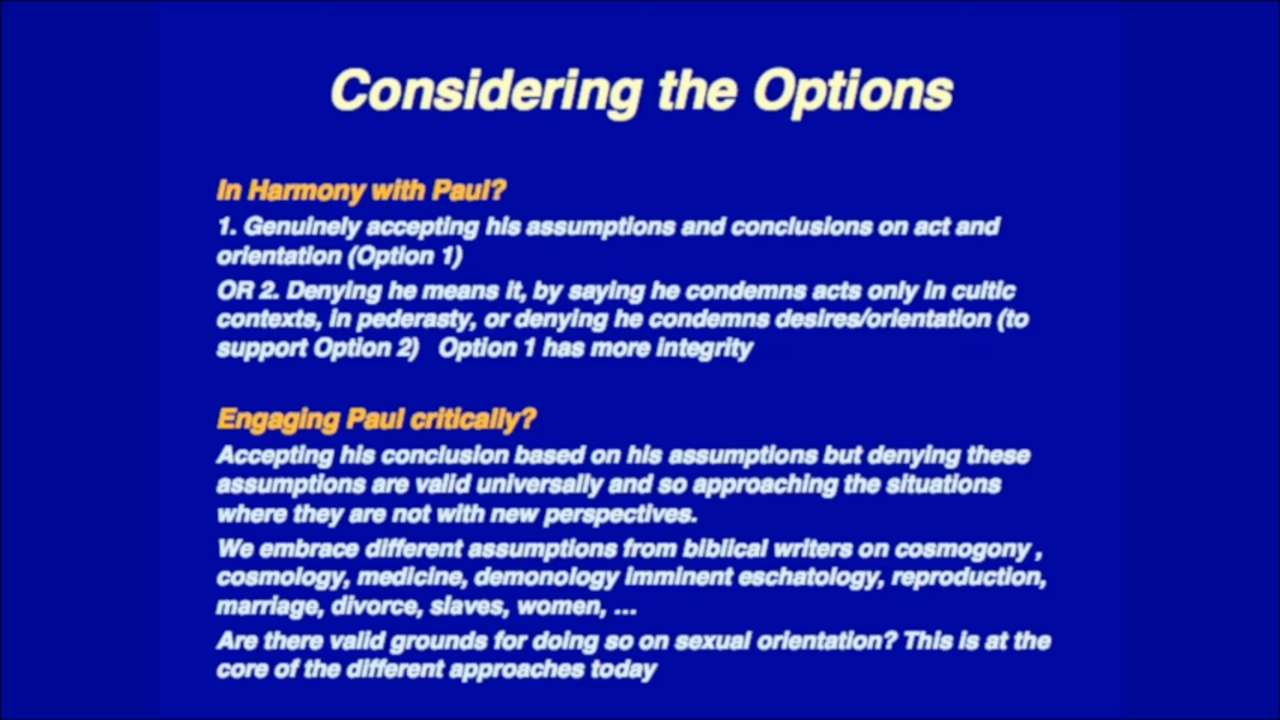 Considering the Options
In Harmony with Paul?
1. Genuinely accepting his assumptions and conclusions on act and
orientation (Option 1)
OR 2. Denying he means it, by saying he condemns acts only in cultic
contexts, in pederasty, or denying he condemns desires/orientation (to
support Option 2)   Option 1 has more integrity
Engaging Paul critically?
Accepting his conclusion based on his assumptions but denying these
assumptions are valid universally and so approaching the situations
where they are not with new perspectives.
We embrace different assumptions from biblical writers on cosmogony ,
cosmology, medicine, demonology imminent eschatology, reproduction,
marriage, divorce, slaves, women, ...
Are there valid grounds for doing so on sexual orientation? This is at the
core of the different approaches today